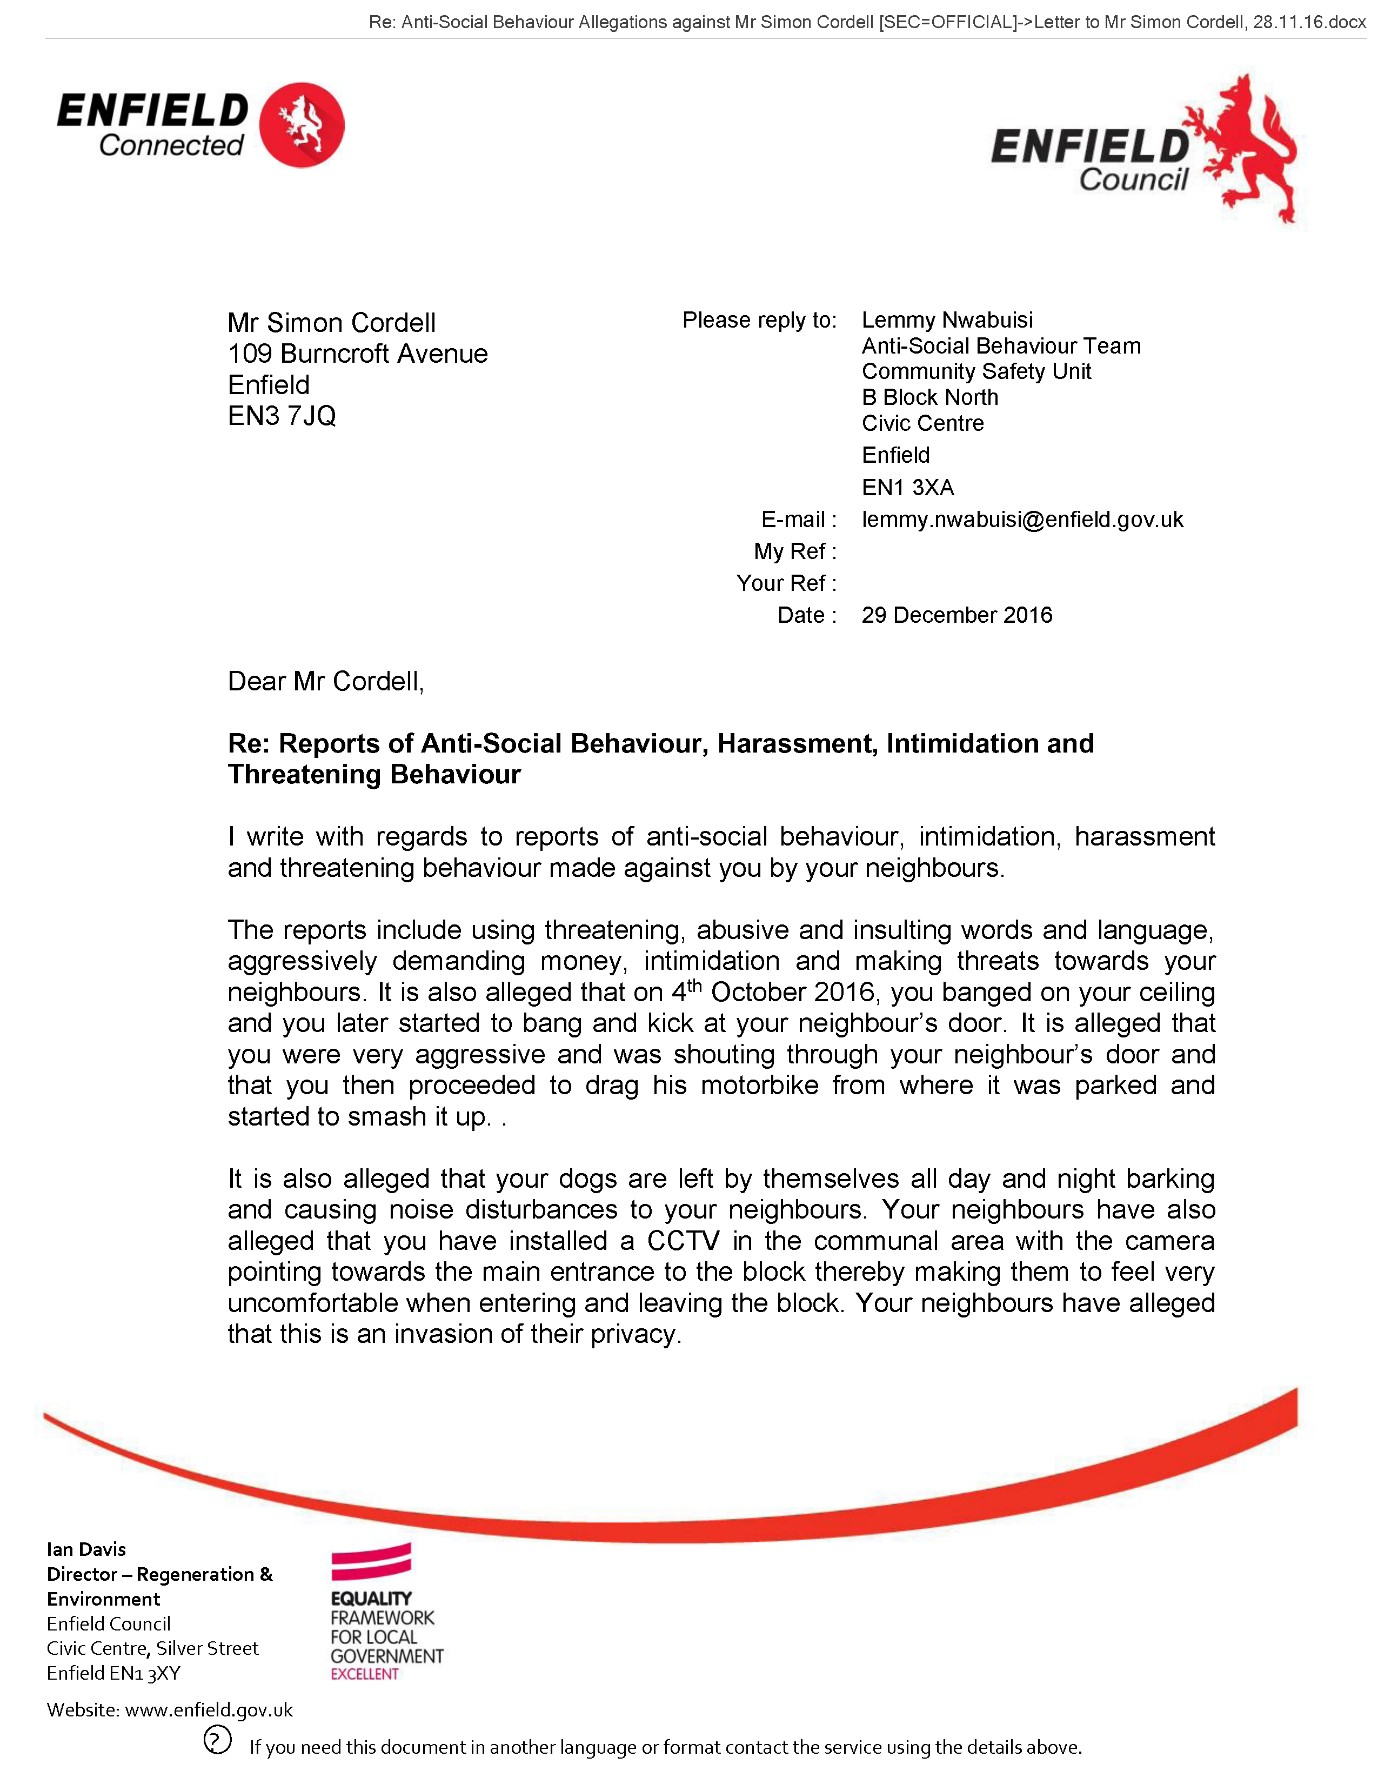 Re: Anti-Social Behaviour Allegations against Mr Simon Cordell [SEC=OFFICIAL]->Letter to Mr Simon Cordell, 28.11.16.docx
ENFIELD
Connected
ENFIELD
Council
Mr Simon Cordell
109 Burncroft Avenue
Enfield
EN3 7JQ
Please reply to: Lemmy Nwabuisi
Anti-Social Behaviour Team
Community Safety Unit
B Block North
Civic Centre
Enfield
EN1 3XA
E-mail : lemmy.nwabuisi@enfield.gov.uk
My Ref :
Your Ref :
Date : 29 December 2016
Dear Mr Cordell,
Re: Reports of Anti-Social Behaviour, Harassment, Intimidation and
Threatening Behaviour
I write with regards to reports of anti-social behaviour, intimidation, harassment
and threatening behaviour made against you by your neighbours.
The reports include using threatening, abusive and insulting words and language,
aggressively demanding money, intimidation and making threats towards your
neighbours. It is also alleged that on 4th October 2016, you banged on your ceiling
and you later started to bang and kick at your neighbour's door. It is alleged that
you were very aggressive and was shouting through your neighbour's door and
that you then proceeded to drag his motorbike from where it was parked and
started to smash it up. .
It is also alleged that your dogs are left by themselves all day and night barking
and causing noise disturbances to your neighbours. Your neighbours have also
alleged that you have installed a CCTV in the communal area with the camera
pointing towards the main entrance to the block thereby making them to feel very
uncomfortable when entering and leaving the block. Your neighbours have alleged
that this is an invasion of their privacy.
Ian Davis
Director – Regeneration &
Environment
Enfield Council
Civic Centre, Silver Street
Enfield EN1 3XY
Website: www.enfield.gov.uk
EQUALITY
FRAMEWORK
FOR LOCAL
GOVERNMENT
EXCELLENT
? If you need this document in another language or format contact the service using the details above.